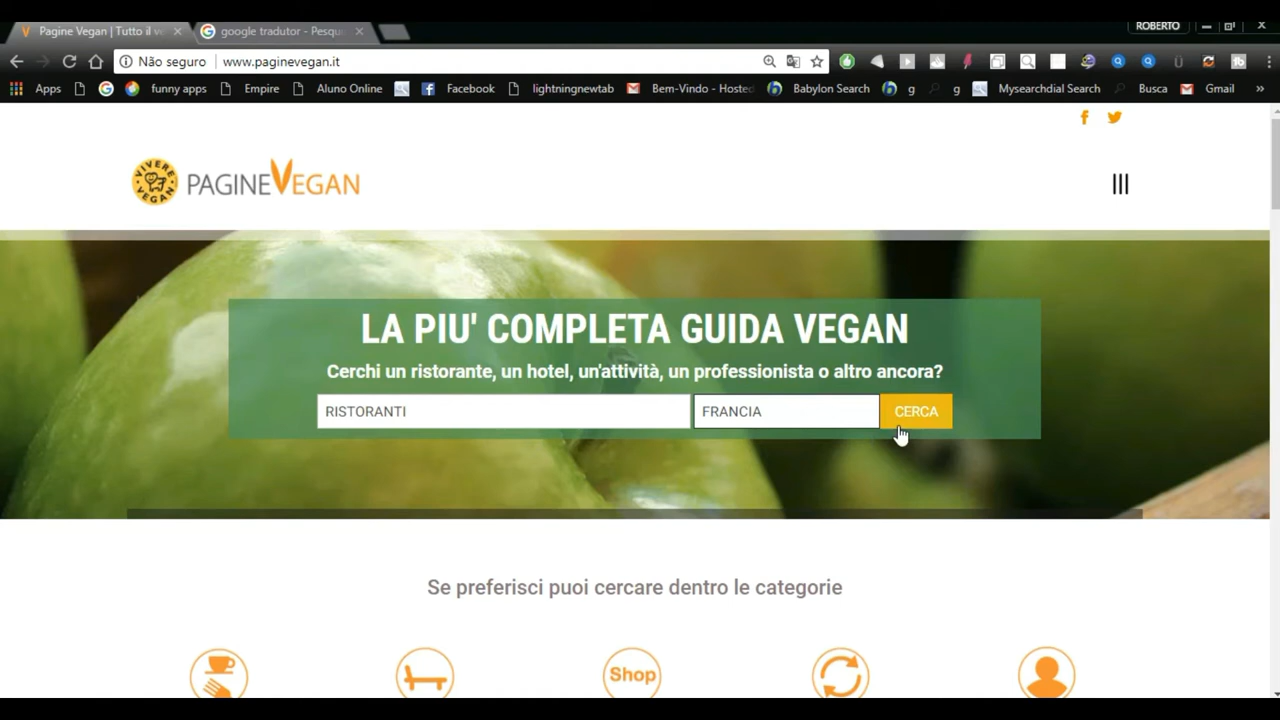 Pagine Vegan | Tutto il ve
google tradutor - Pesqu
ROBERTO
Não seguro
www.paginevegan.it
Apps
funny apps
Empire
Aluno Online
Facebook
lightningnewtab
Bem-Vindo - Hosted
Babylon Search
g
g
Mysearchdial Search
Busca
Gmail
»
VIVERE VEGAN
PAGINEVEGAN
LA PIU' COMPLETA GUIDA VEGAN
Cerchi un ristorante, un hotel, un'attività, un professionista o altro ancora?
RISTORANTI
FRANCIA
CERCA
Se preferisci puoi cercare dentro le categorie
Shop